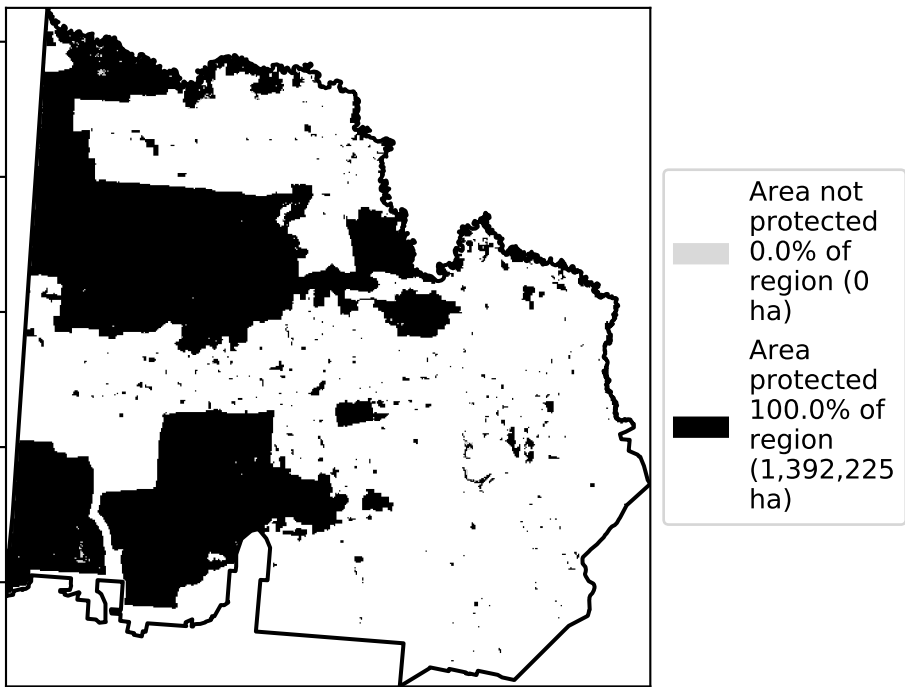 Area not
protected
0.0% of
region (0
ha)
Area
protected
100.0% of
region
(1,392,225
ha)